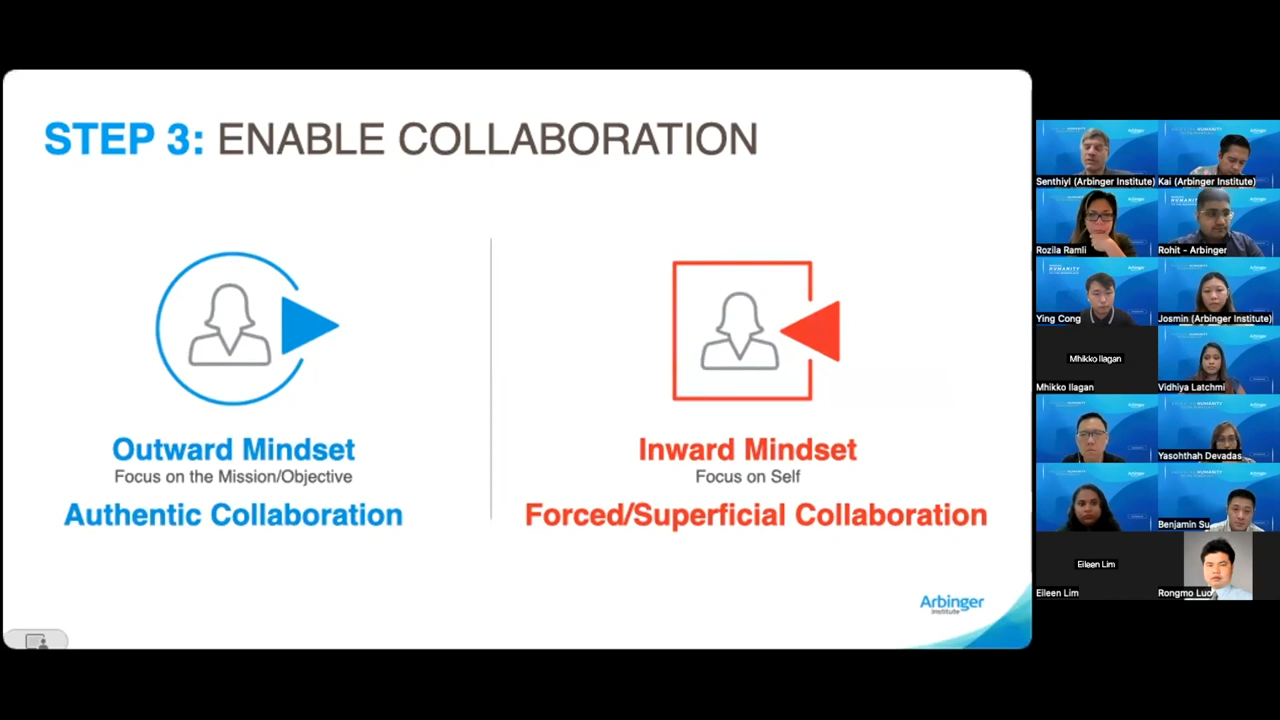 STEP 3: ENABLE COLLABORATION
Outward Mindset
Focus on the Mission/Objective
Authentic Collaboration
Inward Mindset
Focus on Self
Forced/Superficial Collaboration
Arbinger
Institute
Senthiyl (Arbinger Institute)
Kai (Arbinger Institute)
Rozila Ramli
Rohit - Arbinger
Ying Cong
Josmin (Arbinger Institute)
Mhikko Ilagan
Mhikko Ilagan
Vidhiya Latchmi
Yasohthah Devadas
Benjamin Su
Eileen Lim
Eileen Lim
Rongmo Luo